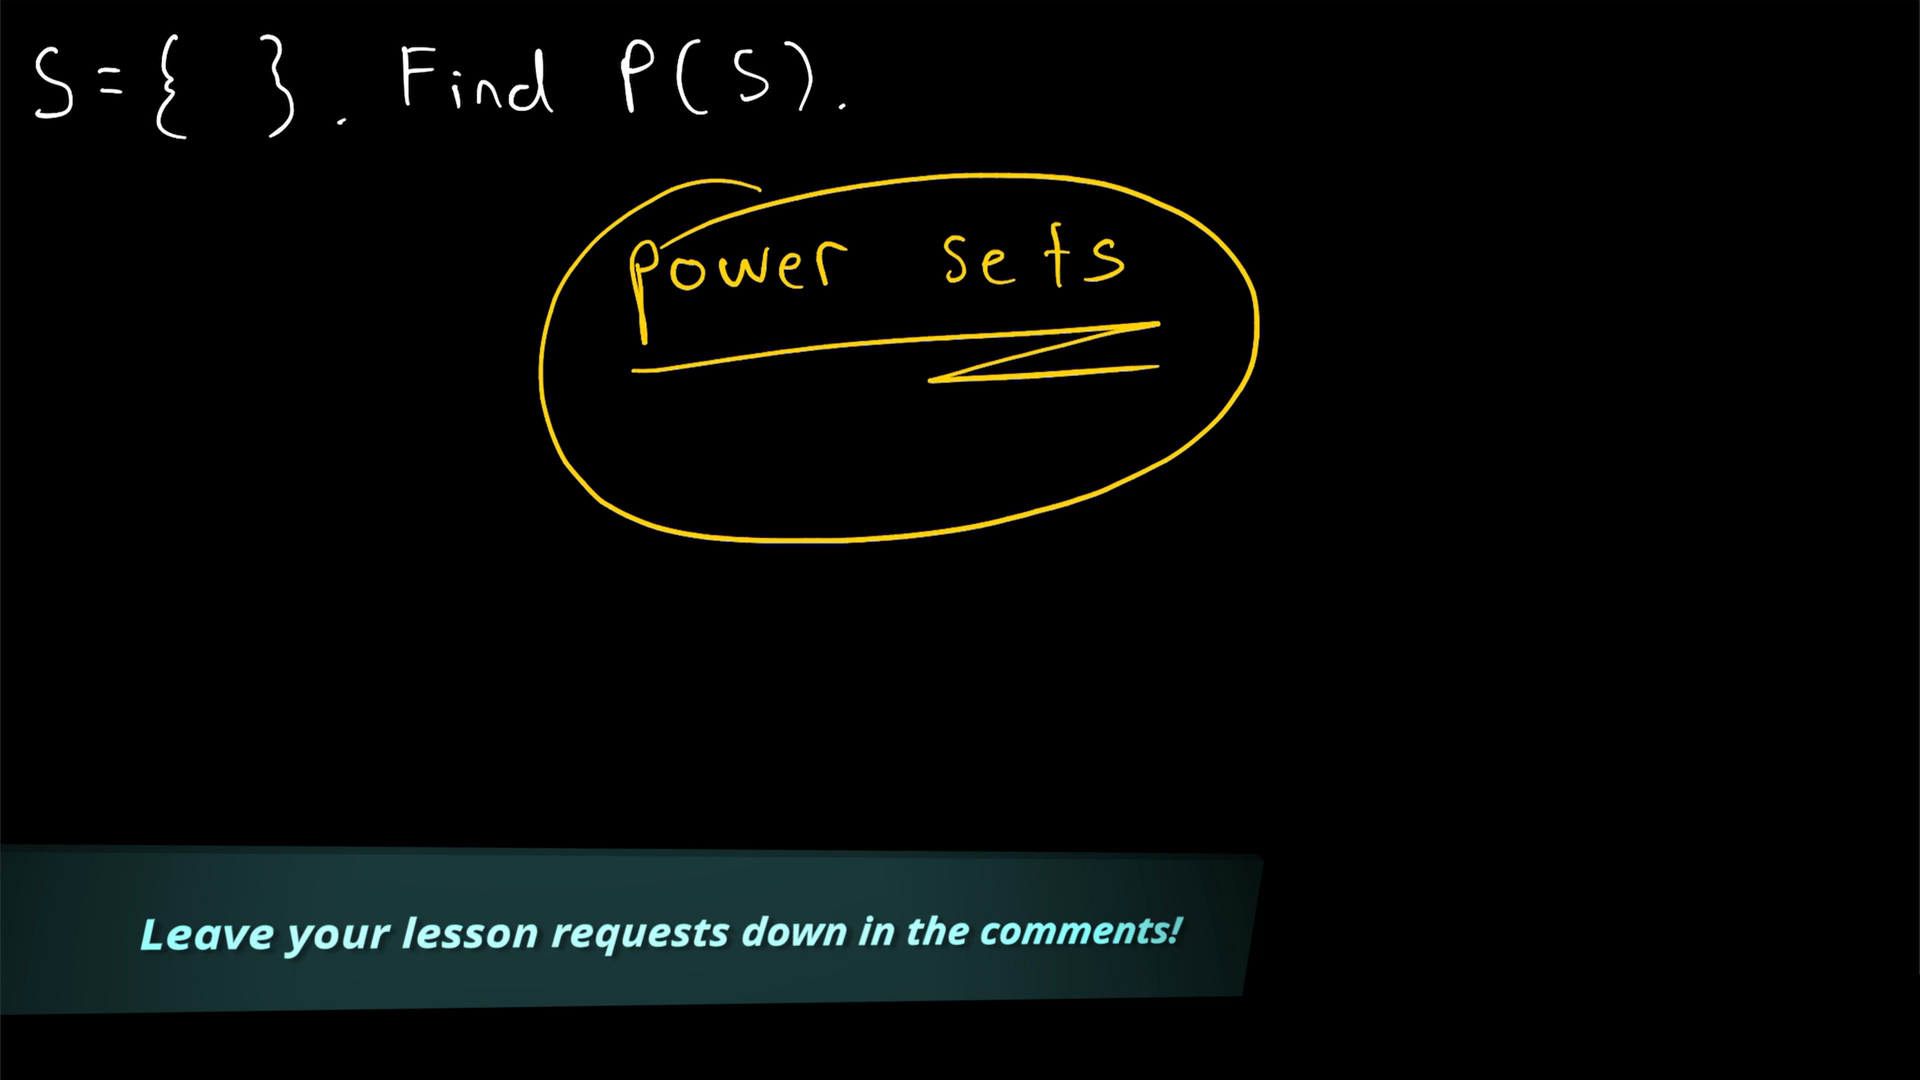 S = { }. Find P(S).
power sets
Leave your lesson requests down in the comments!